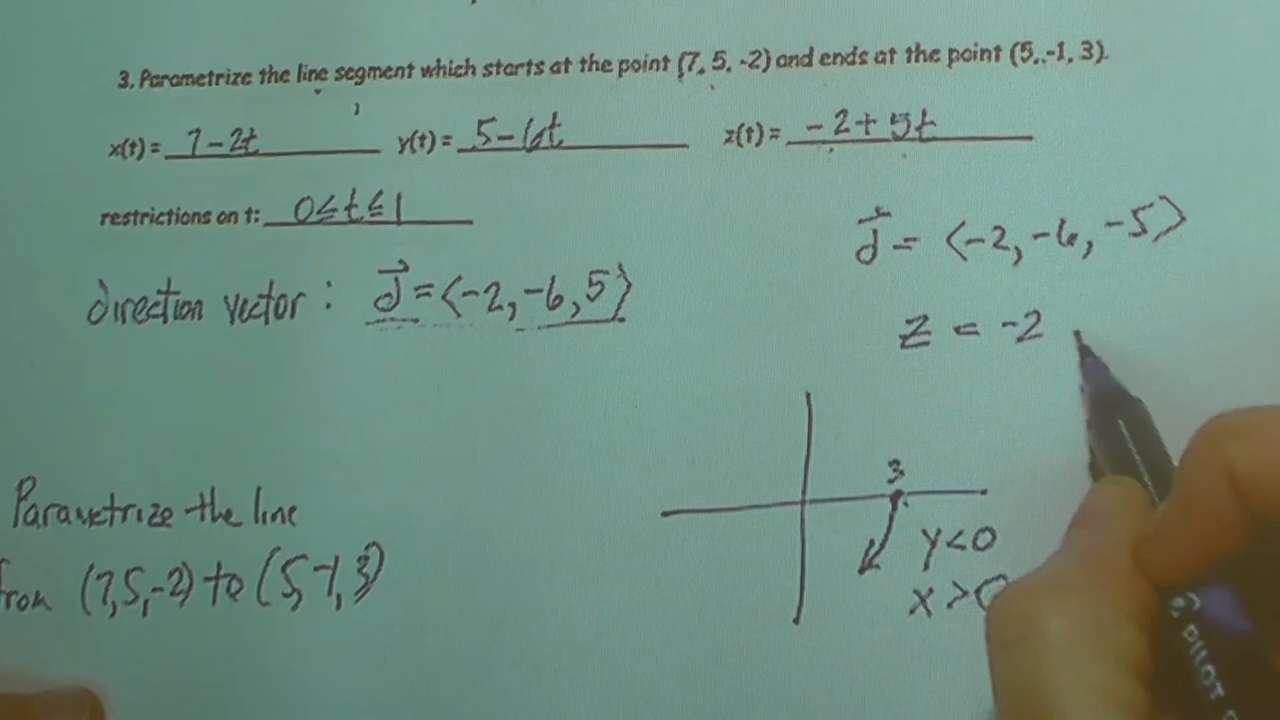 3. Parametrize the line segment which starts at the point (7, 5, -2) and ends at the point (5, -1, 3).
x(t) = 7-2t y(t) = 5-6t z(t) = -2+5t
restrictions on t: 0≤t≤1
d⃗ = ⟨-2, -6, -5⟩
direction vector: d⃗ = ⟨-2, -6, 5⟩
z = -2
3
Parametrize the line
y<0
from (7,5,-2) to (5,-1,3)
x >0
PILOT